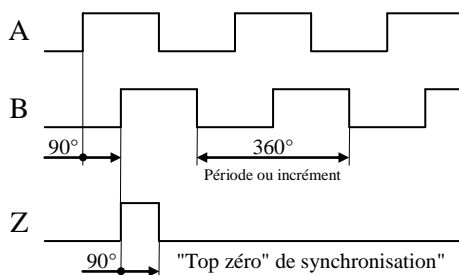 A
B
90°
360°
Période ou incrément
Z
90°
"Top zéro" de synchronisation"